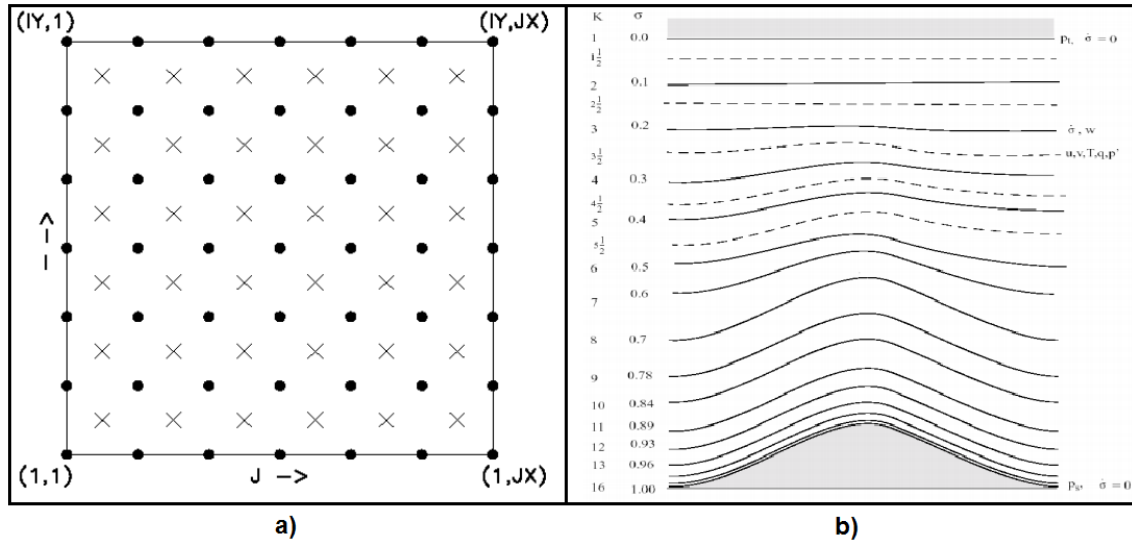 (IY,1) (IY,JX)
-->
(1,1) J --> (1,JX)
a)
K σ
1 0.0 pₜ, σ̇ = 0
1½
2 0.1
2½
3 0.2 σ̇, w
3½ u,v,T,q,p'
4 0.3
4½
5 0.4
5½
6 0.5
7 0.6
8 0.7
9 0.78
10 0.84
11 0.89
12 0.93
13 0.96
16 1.00 pₛ, σ̇ = 0
b)